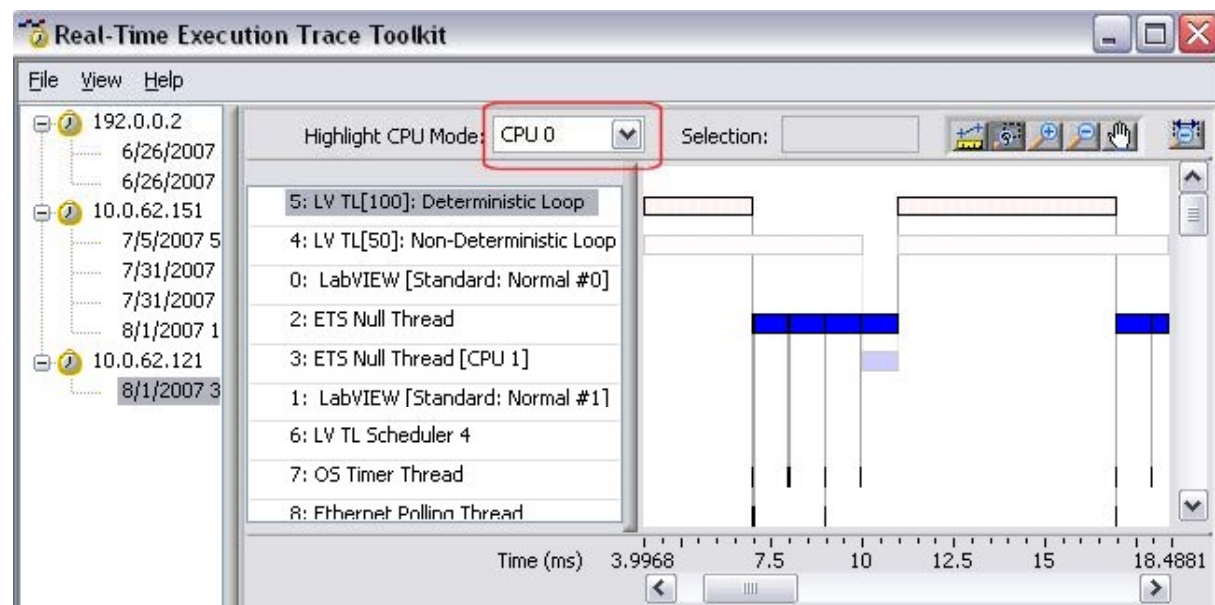 Real-Time Execution Trace Toolkit
File View Help
192.0.0.2
6/26/2007
6/26/2007
10.0.62.151
7/5/2007 5
7/31/2007
7/31/2007
8/1/2007 1
10.0.62.121
8/1/2007 3
Highlight CPU Mode: CPU 0 Selection:
5: LV TL[100]: Deterministic Loop
4: LV TL[50]: Non-Deterministic Loop
0: LabVIEW [Standard: Normal #0]
2: ETS Null Thread
3: ETS Null Thread [CPU 1]
1: LabVIEW [Standard: Normal #1]
6: LV TL Scheduler 4
7: OS Timer Thread
8: Ethernet Polling Thread
Time (ms) 3.9968 7.5 10 12.5 15 18.4881